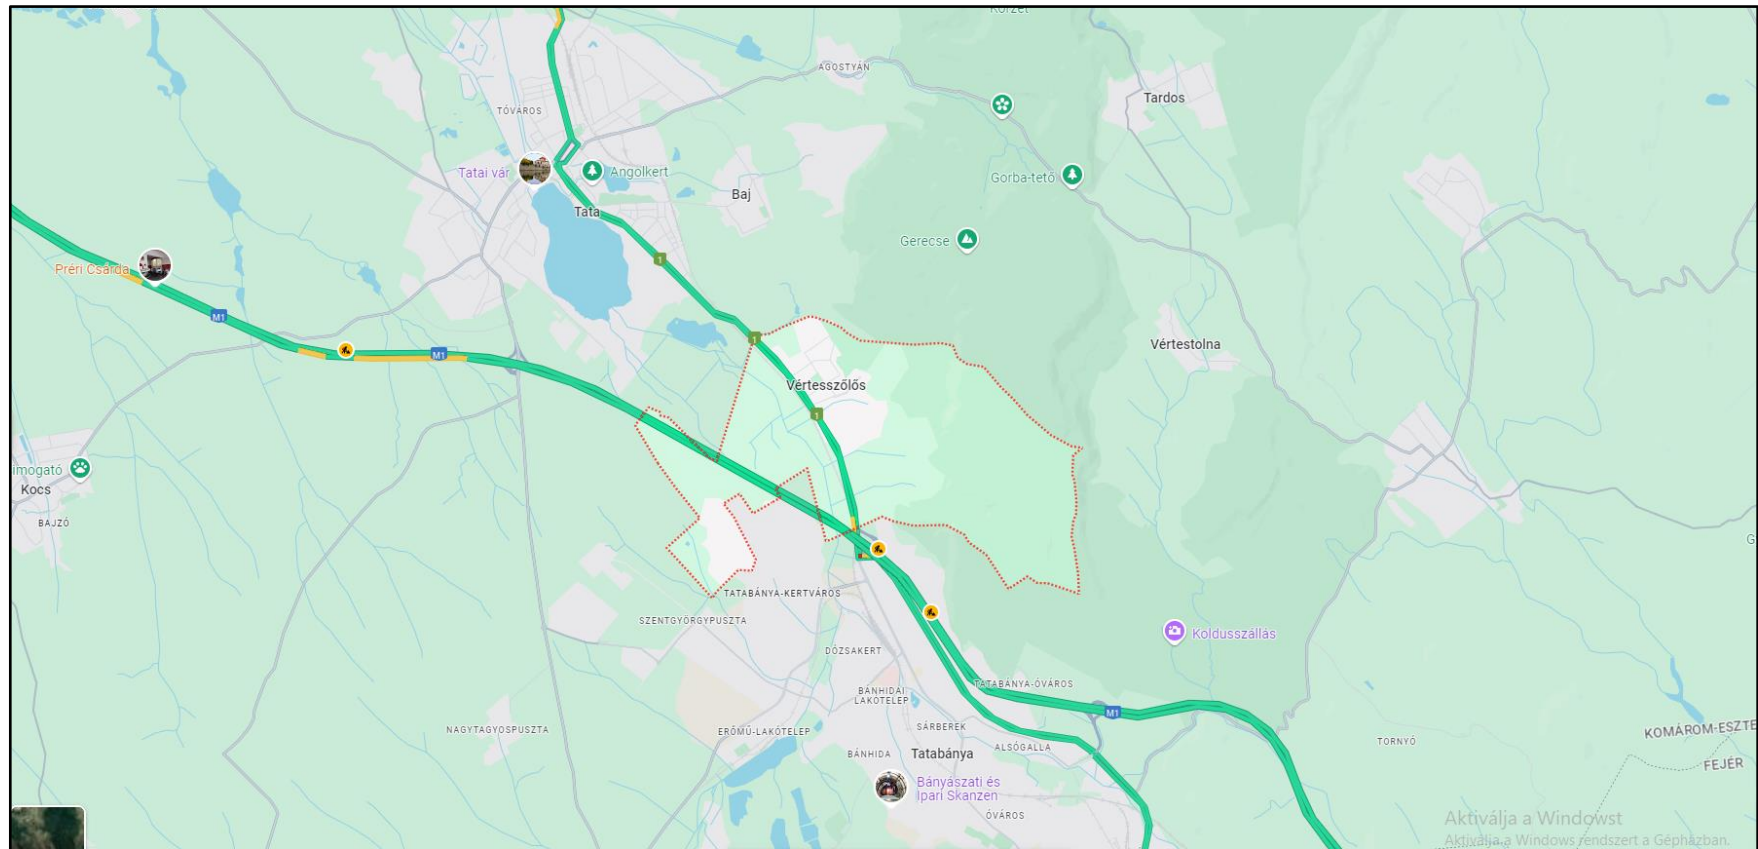 Körzet
AGOSTYÁN
Tardos
TÓVÁROS
Tatai vár
Angolkert
Gorba-tető
Baj
Tata
Gerecse
1
Préri Csárda
M1
1
M1
Vértestolna
Vértesszőlős
1
imogató
Kocs
BAJZÓ
TATABÁNYA-KERTVÁROS
SZENTGYÖRGYPUSZTA
Koldusszállás
DÓZSAKERT
TATABÁNYA-ÓVÁROS
BÁNHIDAI
LAKÓTELEP
M1
NAGYTAGYOSPUSZTA
ERŐMŰ-LAKÓTELEP
SÁRBEREK
KOMÁROM-ESZTE
TORNYÓ
ALSÓGALLA
BÁNHIDA
Tatabánya
FEJÉR
Bányászati és
Ipari Skanzen
ÓVÁROS
Aktiválja a Windowst
Aktiválja a Windows rendszert a Gépházban.